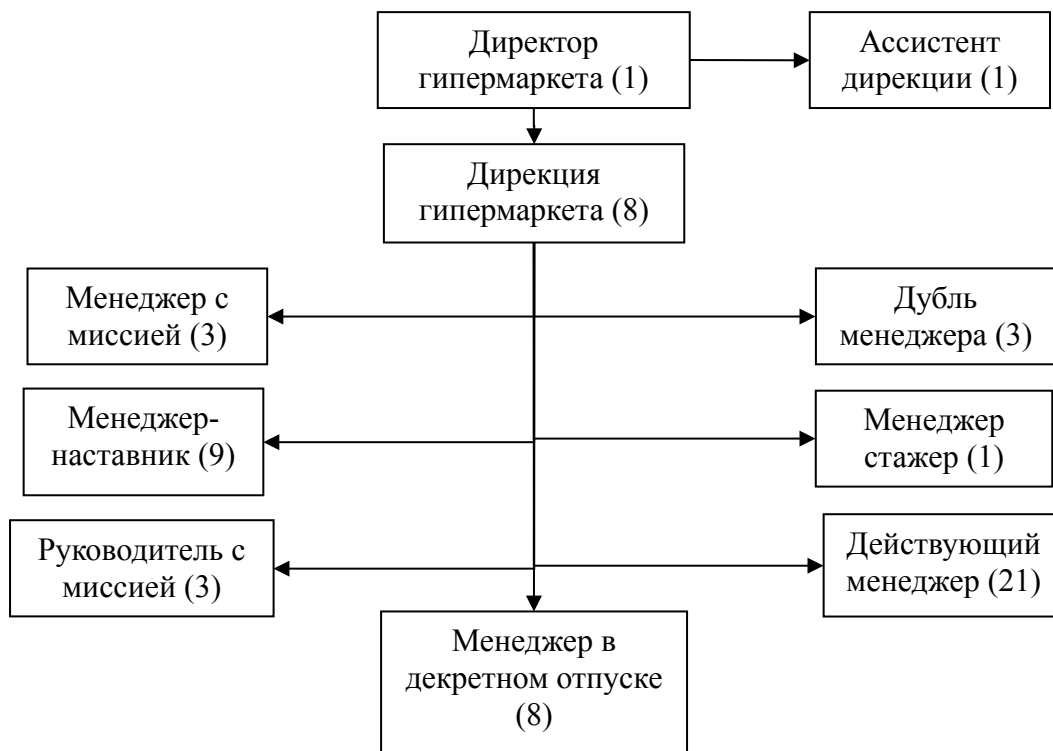 Директор
гипермаркета (1)
Ассистент
дирекции (1)
Дирекция
гипермаркета (8)
Менеджер с
миссией (3)
Дубль
менеджера (3)
Менеджер-
наставник (9)
Менеджер
стажер (1)
Руководитель с
миссией (3)
Действующий
менеджер (21)
Менеджер в
декретном отпуске
(8)